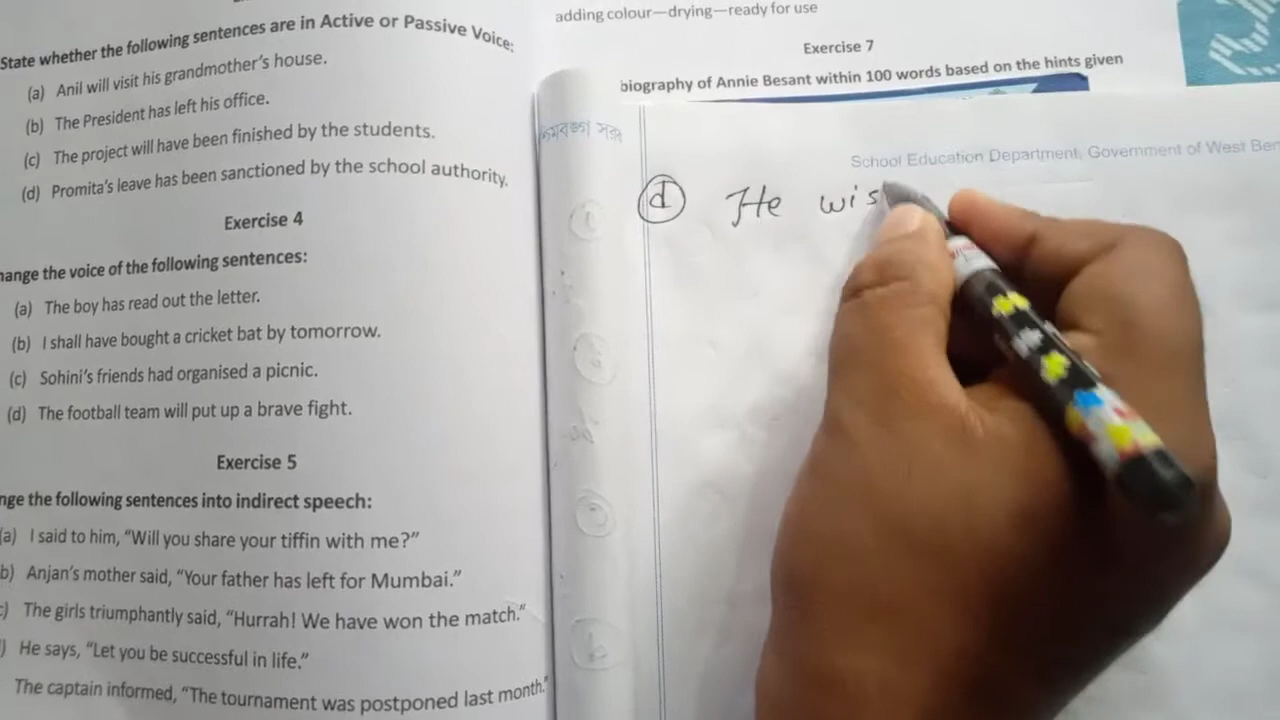 State whether the following sentences are in Active or Passive Voice:
(a) Anil will visit his grandmother's house.
(b) The President has left his office.
(c) The project will have been finished by the students.
(d) Promita's leave has been sanctioned by the school authority.
Exercise 4
hange the voice of the following sentences:
(a) The boy has read out the letter.
(b) I shall have bought a cricket bat by tomorrow.
(c) Sohini's friends had organised a picnic.
(d) The football team will put up a brave fight.
Exercise 5
nge the following sentences into indirect speech:
(a) I said to him, “Will you share your tiffin with me?”
b) Anjan's mother said, “Your father has left for Mumbai.”
c) The girls triumphantly said, “Hurrah! We have won the match.”
) He says, “Let you be successful in life.”
The captain informed, “The tournament was postponed last month.”
adding colour—drying—ready for use
Exercise 7
biography of Annie Besant within 100 words based on the hints given
School Education Department, Government of West Ben
(d) He wis